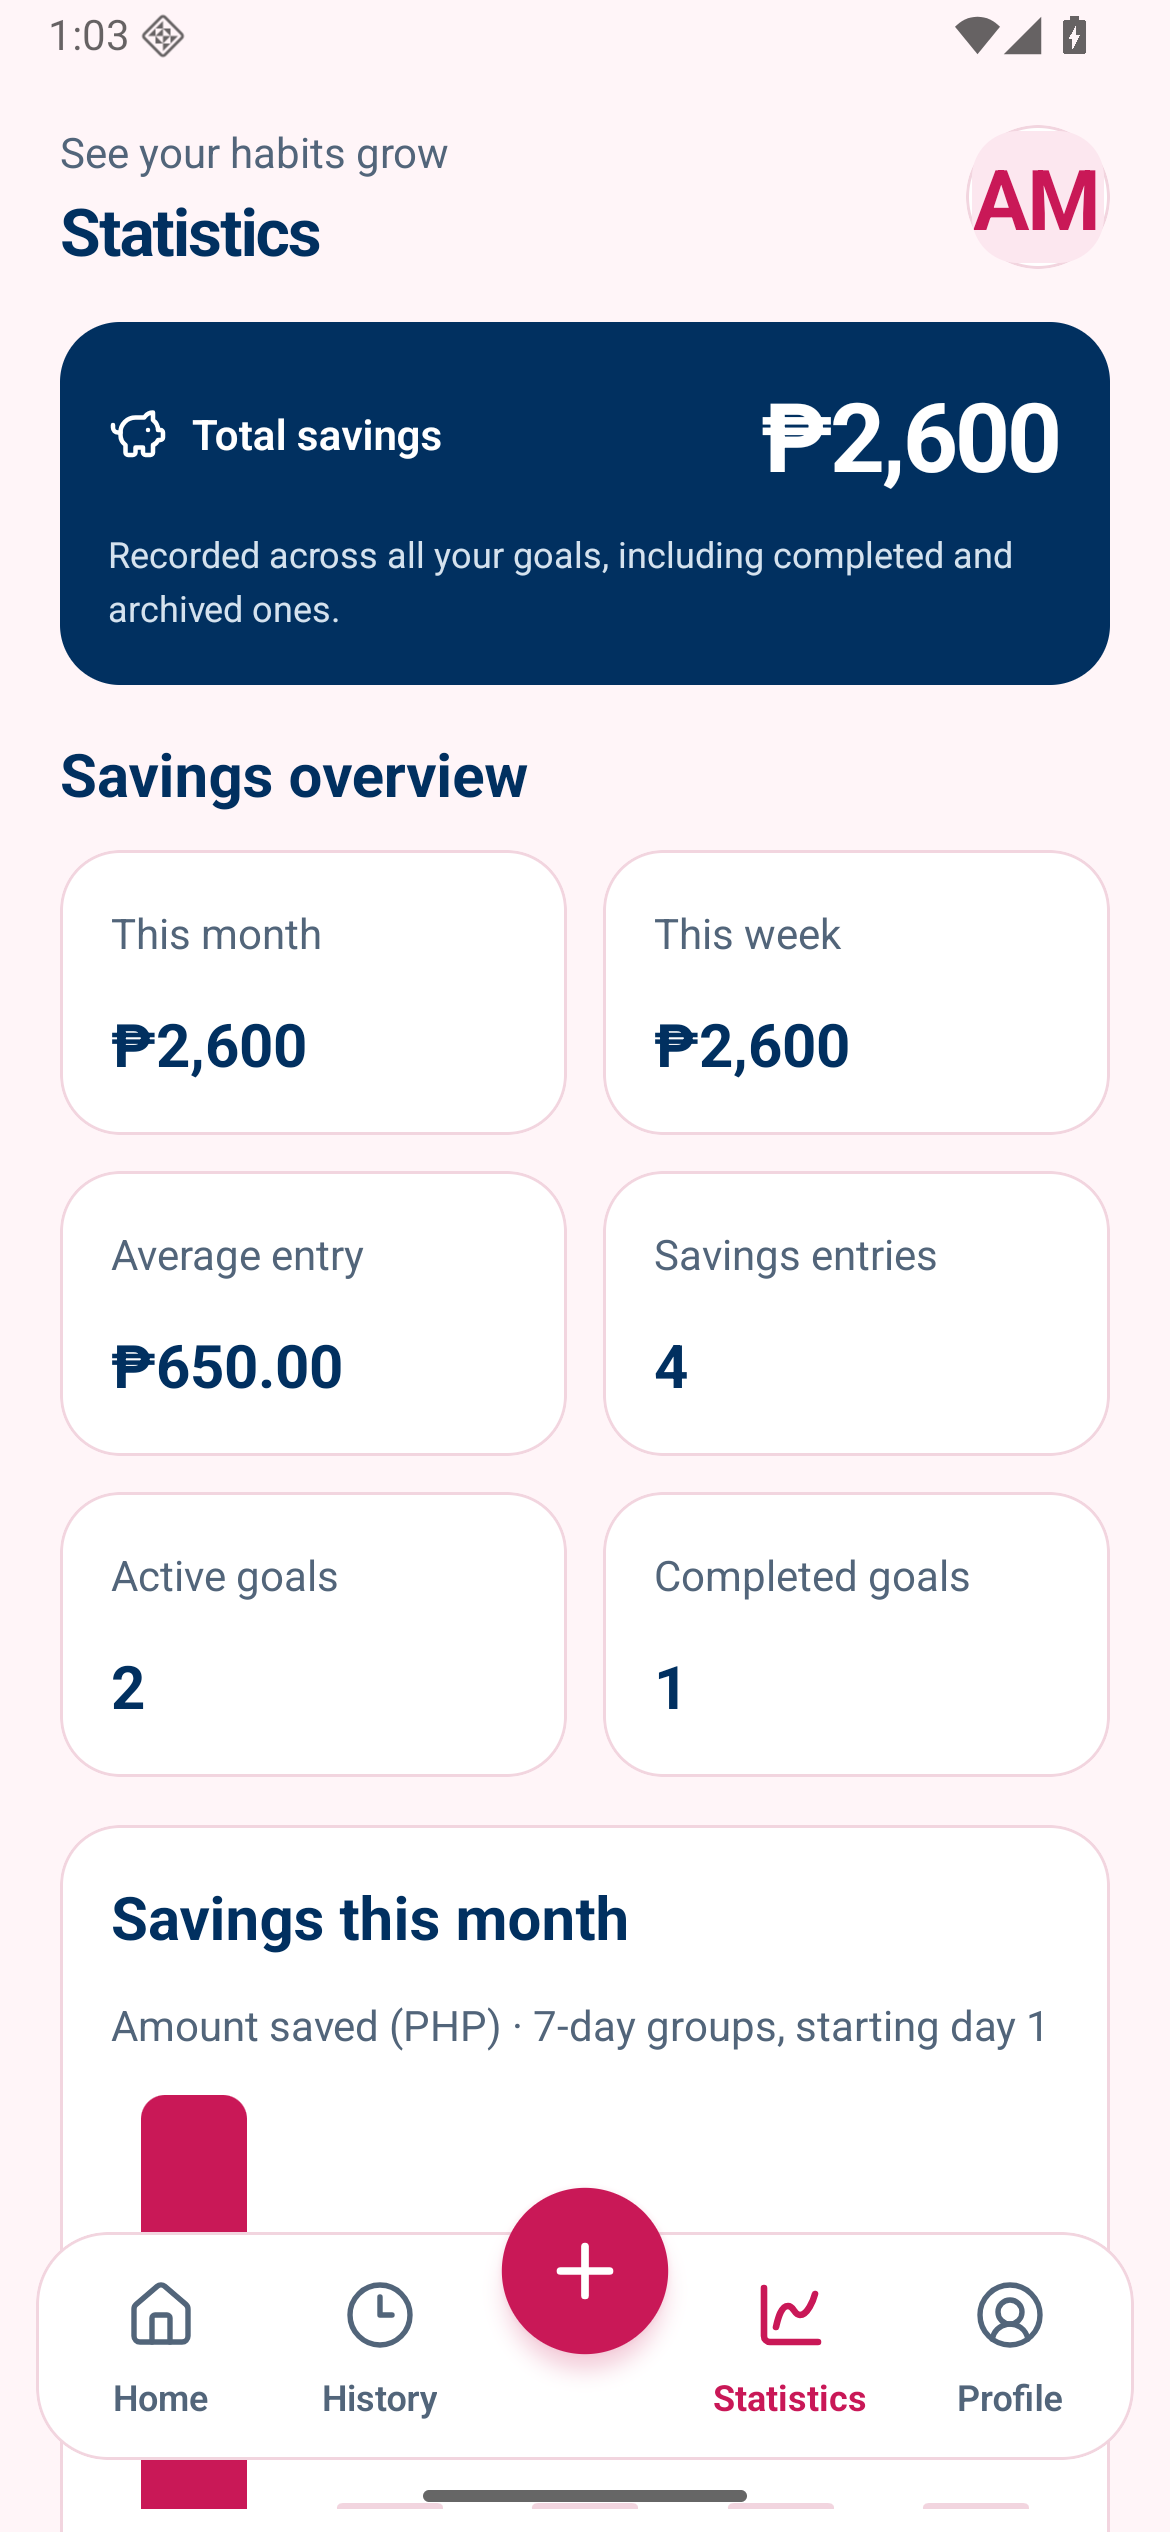 1:03
See your habits grow
Statistics
AM
Total savings
₱2,600
Recorded across all your goals, including completed and
archived ones.
Savings overview
This month
This week
₱2,600
₱2,600
Average entry
Savings entries
₱650.00
4
Active goals
Completed goals
2
1
Savings this month
Amount saved (PHP) · 7-day groups, starting day 1
Home
History
Statistics
Profile